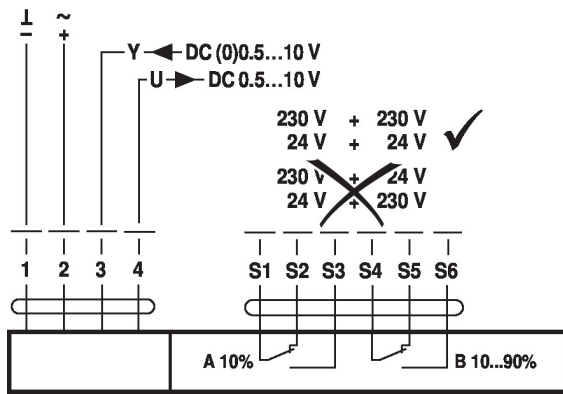 ⊥ ~
– +
Y DC (0)0.5...10 V
U DC 0.5...10 V
230 V + 230 V
24 V + 24 V
230 V + 24 V
24 V + 230 V
1 2 3 4 S1 S2 S3 S4 S5 S6
A 10% B 10...90%